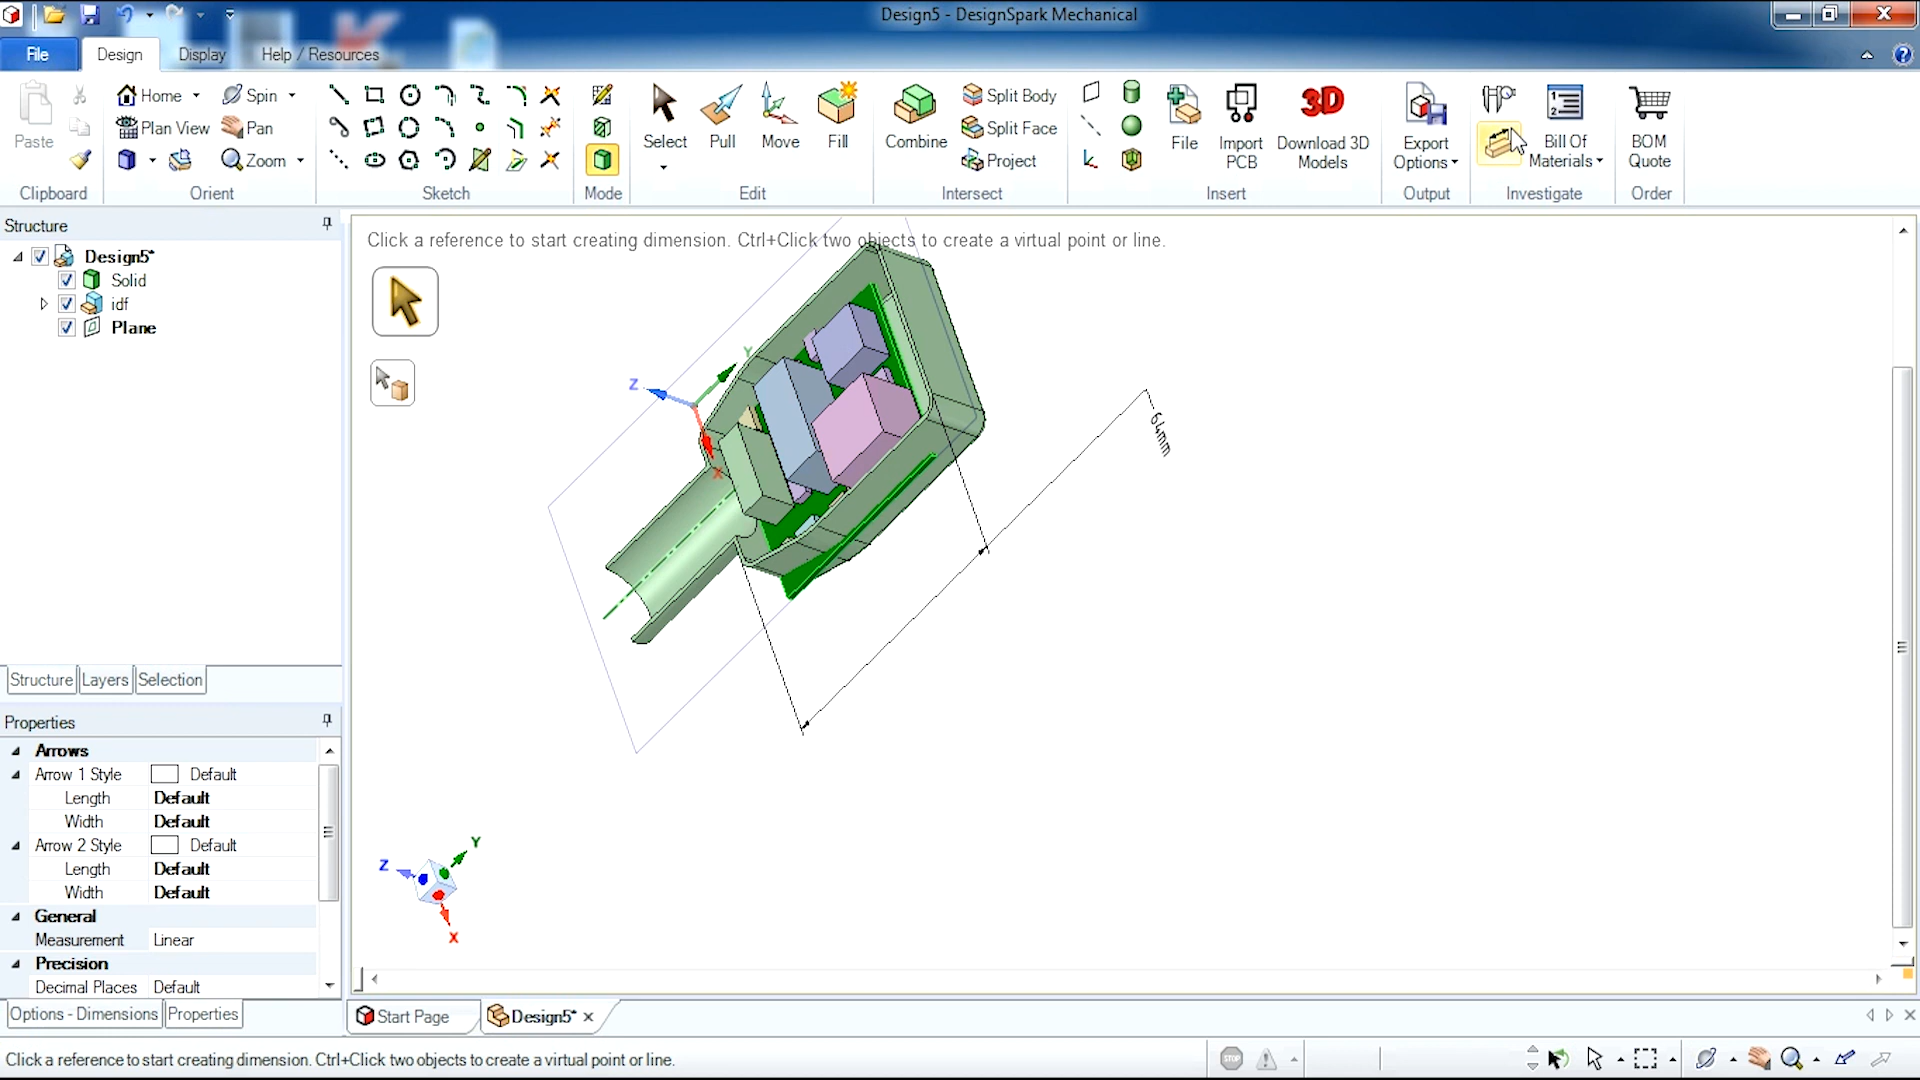 Design5 - DesignSpark Mechanical
File
Design
Display
Help / Resources
Paste
Clipboard
Home
Spin
Plan View
Pan
Zoom
Orient
Sketch
Mode
Select
Pull
Move
Fill
Edit
Combine
Split Body
Split Face
Project
Intersect
File
Import
PCB
Download 3D
Models
3D
Insert
Export
Options
Output
Bill Of
Materials
Investigate
BOM
Quote
Order
Structure
Design5*
Solid
idf
Plane
Click a reference to start creating dimension. Ctrl+Click two objects to create a virtual point or line.
Z
Y
X
64mm
Structure
Layers
Selection
Properties
Arrows
Arrow 1 Style Default
Length Default
Width Default
Arrow 2 Style Default
Length Default
Width Default
General
Measurement Linear
Precision
Decimal Places Default
Z
Y
X
Options - Dimensions
Properties
Start Page
Design5*
Click a reference to start creating dimension. Ctrl+Click two objects to create a virtual point or line.
STOP